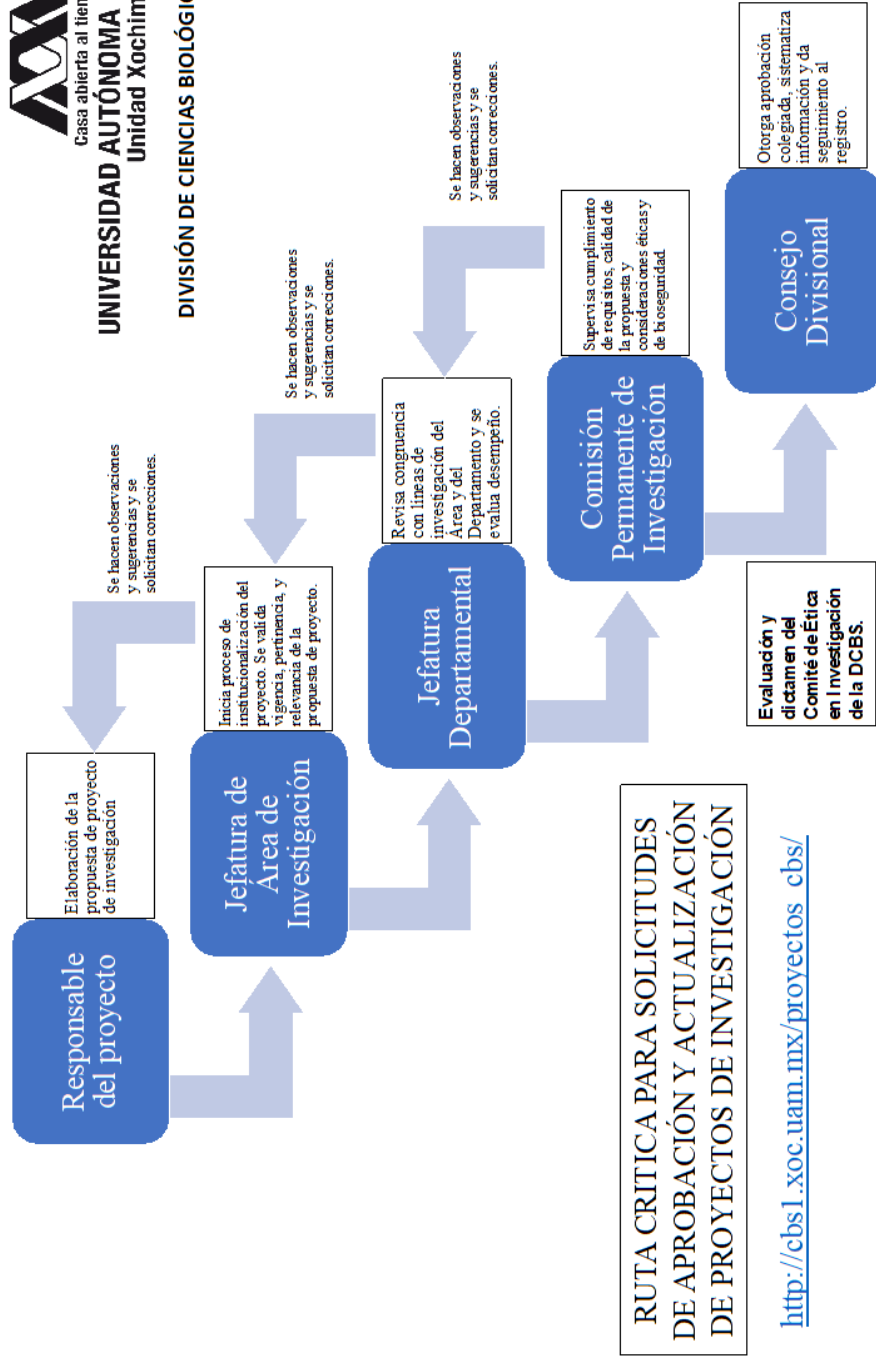 Casa abierta al tiem
UNIVERSIDAD AUTÓNOMA
Unidad Xochim
DIVISIÓN DE CIENCIAS BIOLÓGIC
Responsable
del proyecto
Elaboración de la
propuesta de proyecto
de investigación
Se hacen observaciones
y sugerencias y se
solicitan correcciones.
Jefatura de
Área de
Investigación
Inicia proceso de
institucionalización del
proyecto. Se valida
vigencia, pertinencia, y
relevancia de la
propuesta de proyecto.
Se hacen observaciones
y sugerencias y se
solicitan correcciones.
Jefatura
Departamental
Revisa congruencia
con líneas de
investigación del
Área y del
Departamento y se
evalua desempeño.
Se hacen observaciones
y sugerencias y se
solicitan correcciones.
Comisión
Permanente de
Investigación
Supervisa cumplimiento
de requisitos, calidad de
la propuesta y
consideraciones éticas y
de bioseguridad.
Evaluación y
dictamen del
Comité de Ética
en Investigación
de la DCBS.
Consejo
Divisional
Otorga aprobación
colegiada, sistematiza
información y da
seguimiento al
registro.
RUTA CRITICA PARA SOLICITUDES
DE APROBACIÓN Y ACTUALIZACIÓN
DE PROYECTOS DE INVESTIGACIÓN
http://cbs1.xoc.uam.mx/proyectos_cbs/